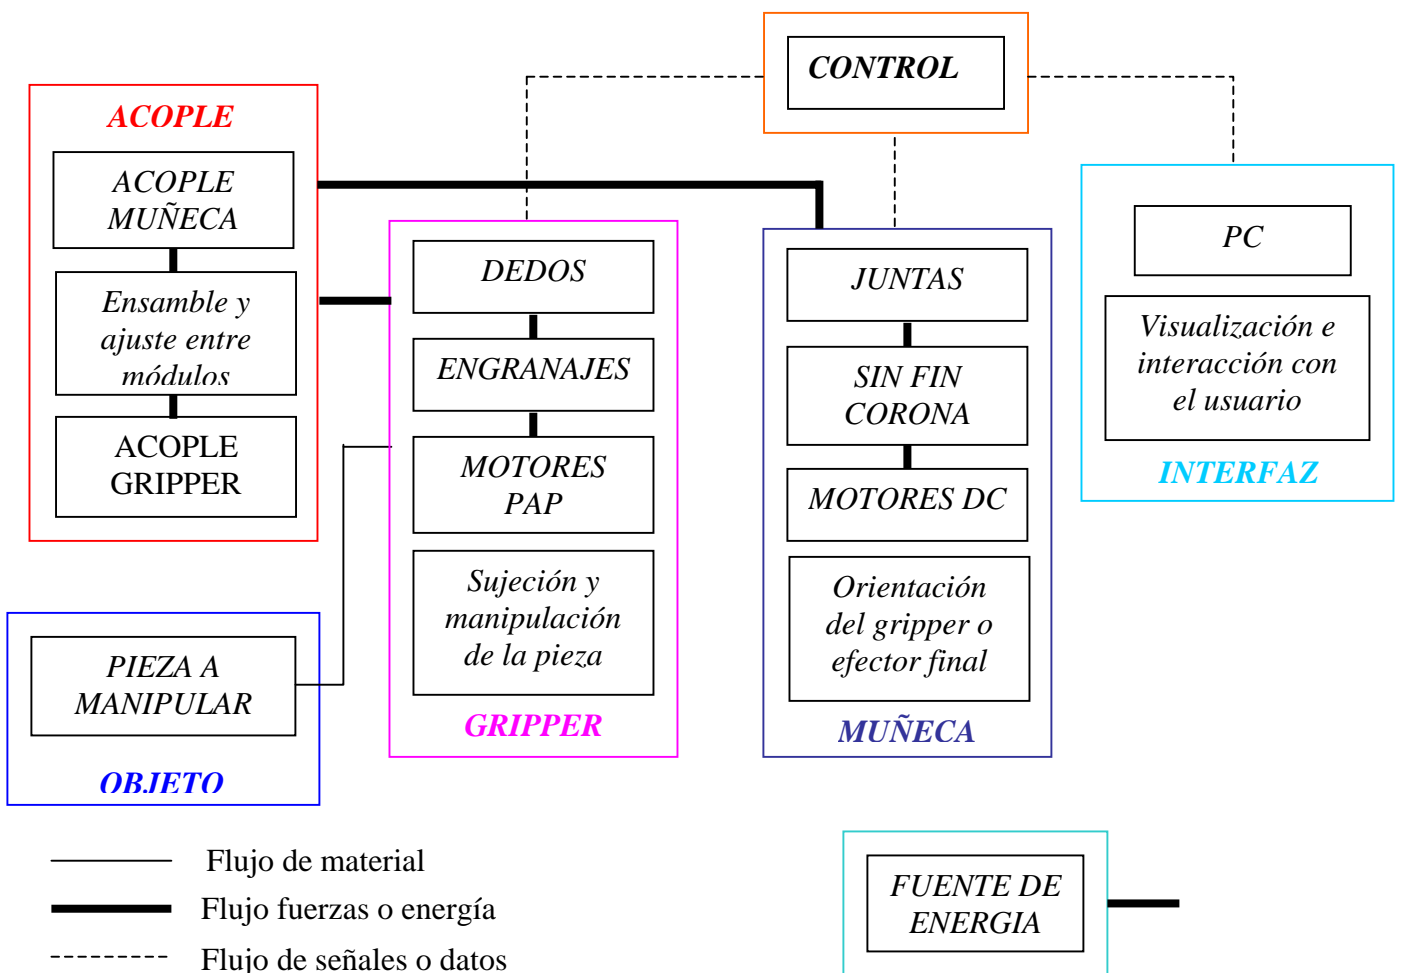 CONTROL
ACOPLE
ACOPLE
MUÑECA
Ensamble y
ajuste entre
módulos
ACOPLE
GRIPPER
DEDOS
ENGRANAJES
MOTORES
PAP
Sujeción y
manipulación
de la pieza
GRIPPER
JUNTAS
SIN FIN
CORONA
MOTORES DC
Orientación
del gripper o
efector final
MUÑECA
PC
Visualización e
interacción con
el usuario
INTERFAZ
PIEZA A
MANIPULAR
OBJETO
Flujo de material
Flujo fuerzas o energía
Flujo de señales o datos
FUENTE DE
ENERGIA